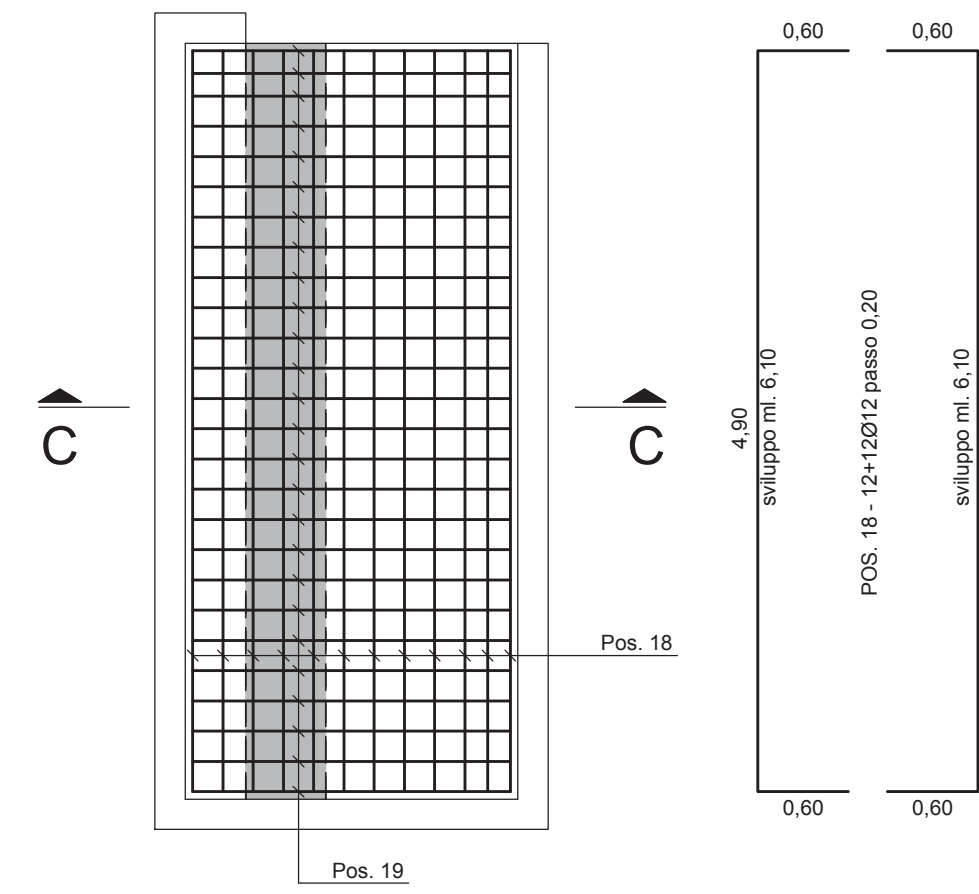 0,60
0,60
C
C
4,90
sviluppo ml. 6,10
POS. 18 - 12+12Ø12 passo 0,20
sviluppo ml. 6,10
Pos. 18
0,60
0,60
Pos. 19